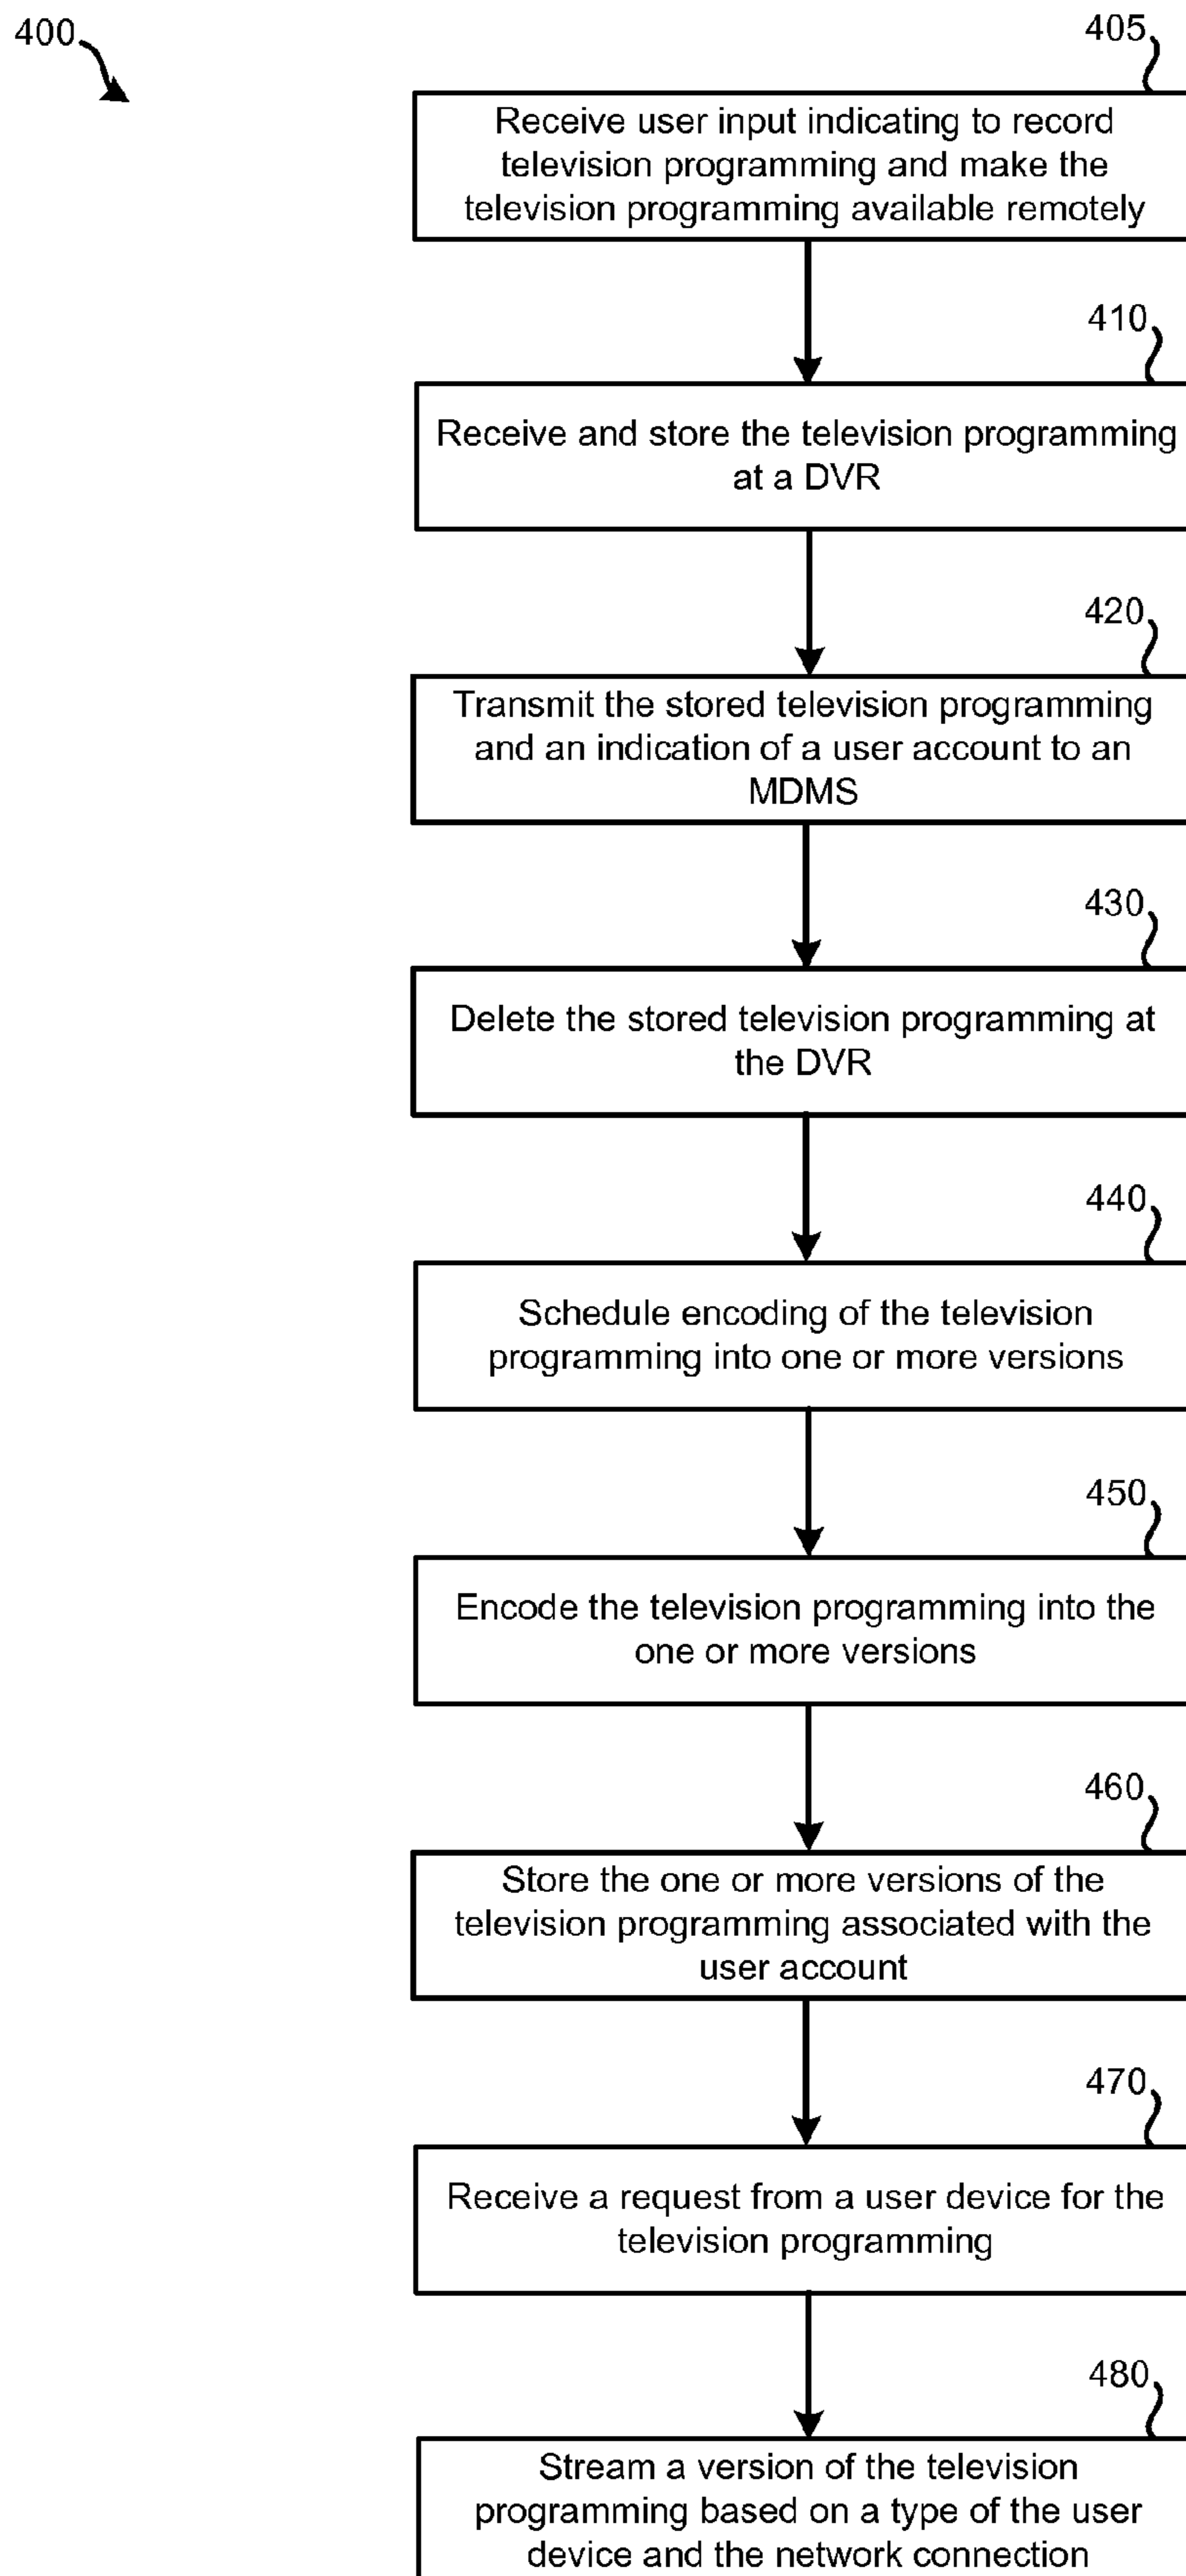 400
405
Receive user input indicating to record
television programming and make the
television programming available remotely
410
Receive and store the television programming
at a DVR
420
Transmit the stored television programming
and an indication of a user account to an
MDMS
430
Delete the stored television programming at
the DVR
440
Schedule encoding of the television
programming into one or more versions
450
Encode the television programming into the
one or more versions
460
Store the one or more versions of the
television programming associated with the
user account
470
Receive a request from a user device for the
television programming
480
Stream a version of the television
programming based on a type of the user
device and the network connection